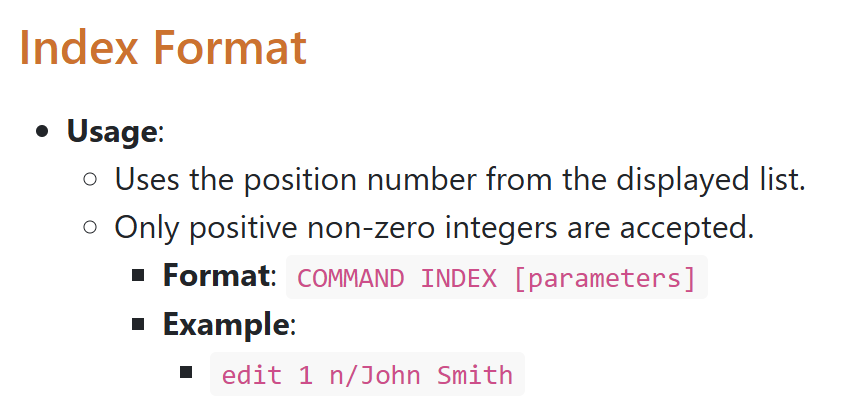 Index Format
Usage:
Uses the position number from the displayed list.
Only positive non-zero integers are accepted.
Format: COMMAND INDEX [parameters]
Example:
edit 1 n/John Smith